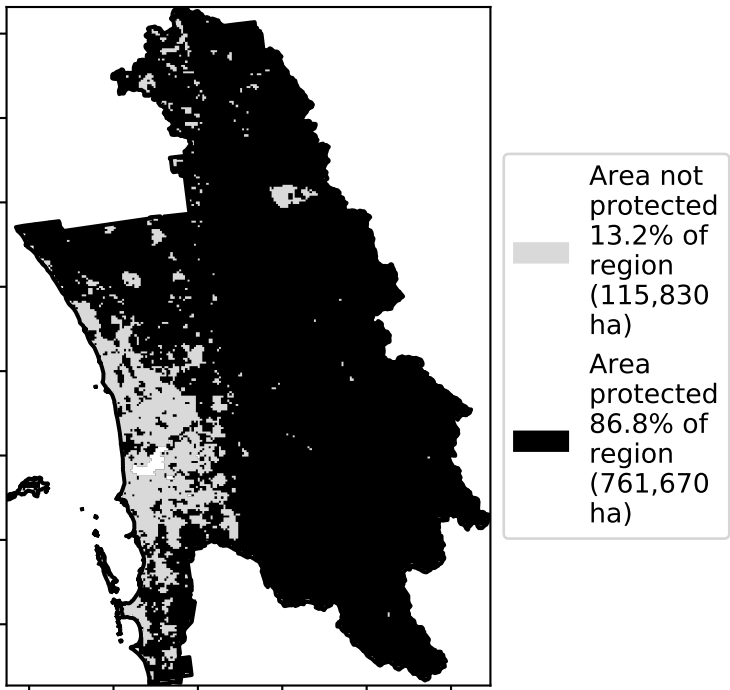 Area not
protected
13.2% of
region
(115,830
ha)
Area
protected
86.8% of
region
(761,670
ha)